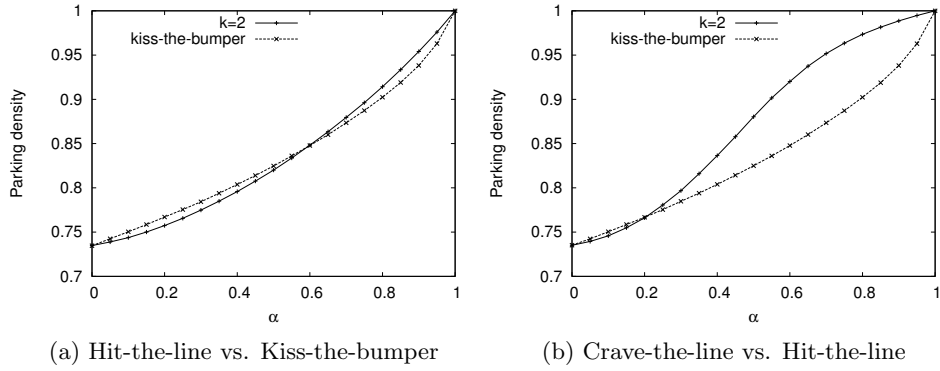 1
0.95
0.9
0.85
0.8
0.75
0.7
Parking density
k=2
kiss-the-bumper
0 0.2 0.4 0.6 0.8 1
α
(a) Hit-the-line vs. Kiss-the-bumper
1
0.95
0.9
0.85
0.8
0.75
0.7
Parking density
k=2
kiss-the-bumper
0 0.2 0.4 0.6 0.8 1
α
(b) Crave-the-line vs. Hit-the-line